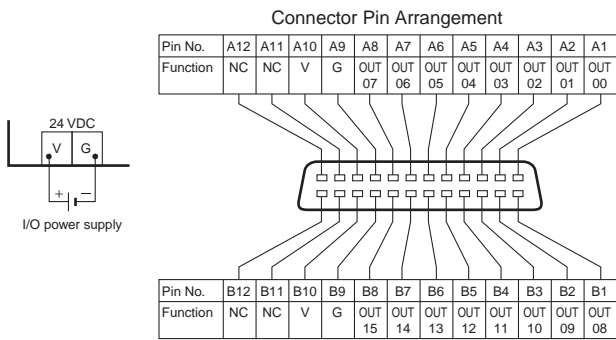 Connector Pin Arrangement
Pin No. A12 A11 A10 A9 A8 A7 A6 A5 A4 A3 A2 A1
Function NC NC V G OUT 07 OUT 06 OUT 05 OUT 04 OUT 03 OUT 02 OUT 01 OUT 00
24 VDC
V G
+ −
I/O power supply
Pin No. B12 B11 B10 B9 B8 B7 B6 B5 B4 B3 B2 B1
Function NC NC V G OUT 15 OUT 14 OUT 13 OUT 12 OUT 11 OUT 10 OUT 09 OUT 08